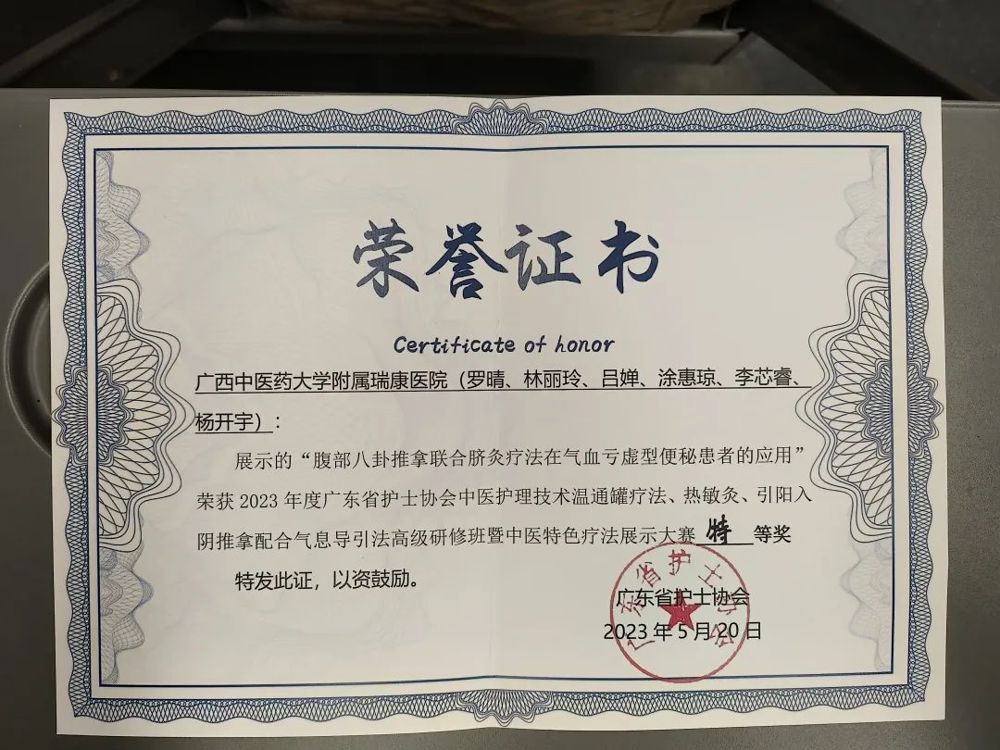 荣誉证书
Certificate of honor
广西中医药大学附属瑞康医院（罗晴、林丽玲、吕婵、涂惠琼、李芯睿、
杨开宇）：
展示的“腹部八卦推拿联合脐灸疗法在气血亏虚型便秘患者的应用”
荣获 2023 年度广东省护士协会中医护理技术温通罐疗法、热敏灸、引阳入
阴推拿配合气息导引法高级研修班暨中医特色疗法展示大赛 特 等奖
特发此证，以资鼓励。
广东省护士协会
2023 年 5 月 20 日
广东省护士协会